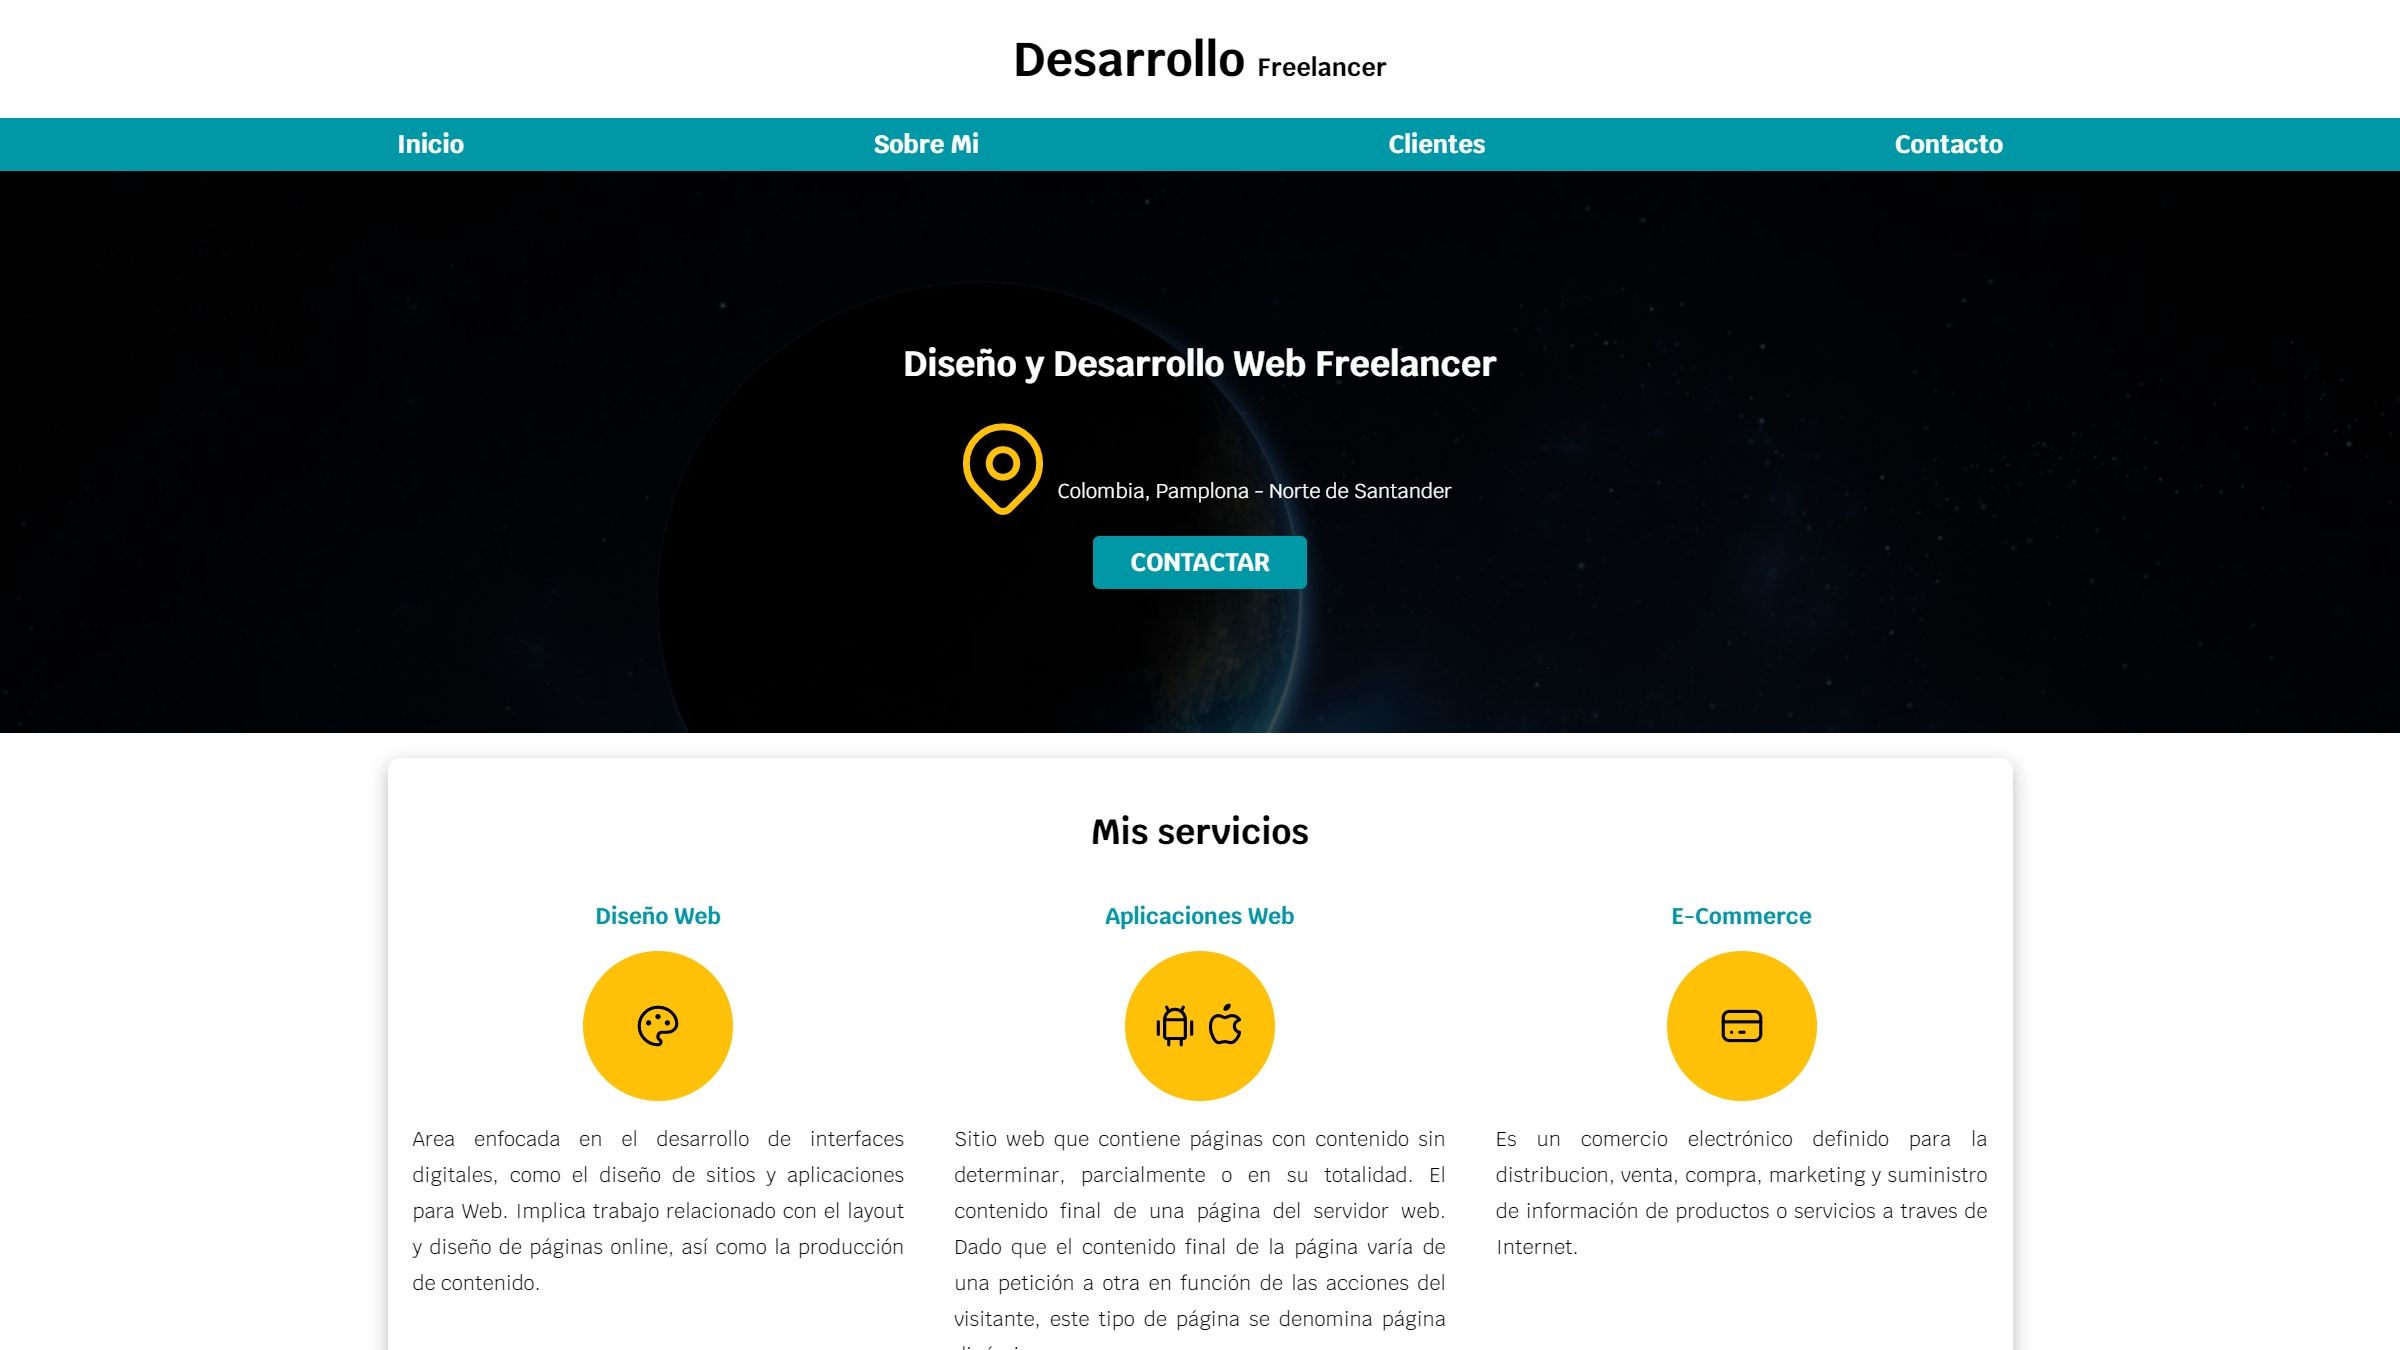 Desarrollo Freelancer
Inicio Sobre Mi Clientes Contacto
Diseño y Desarrollo Web Freelancer
Colombia, Pamplona - Norte de Santander
CONTACTAR
Mis servicios
Diseño Web
Area enfocada en el desarrollo de interfaces
digitales, como el diseño de sitios y aplicaciones
para Web. Implica trabajo relacionado con el layout
y diseño de páginas online, así como la producción
de contenido.
Aplicaciones Web
Sitio web que contiene páginas con contenido sin
determinar, parcialmente o en su totalidad. El
contenido final de una página del servidor web.
Dado que el contenido final de la página varía de
una petición a otra en función de las acciones del
visitante, este tipo de página se denomina página
E-Commerce
Es un comercio electrónico definido para la
distribucion, venta, compra, marketing y suministro
de información de productos o servicios a traves de
Internet.